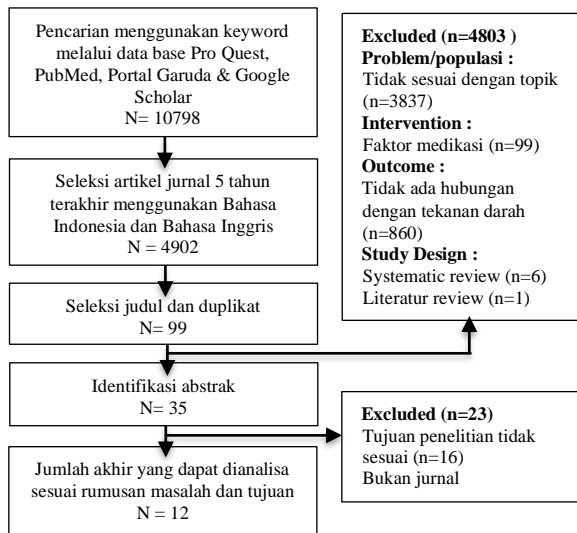 Pencarian menggunakan keyword
melalui data base Pro Quest,
PubMed, Portal Garuda & Google
Scholar
N= 10798
Seleksi artikel jurnal 5 tahun
terakhir menggunakan Bahasa
Indonesia dan Bahasa Inggris
N = 4902
Seleksi judul dan duplikat
N= 99
Identifikasi abstrak
N= 35
Jumlah akhir yang dapat dianalisa
sesuai rumusan masalah dan tujuan
N = 12
Excluded (n=4803 )
Problem/populasi :
Tidak sesuai dengan topik
(n=3837)
Intervention :
Faktor medikasi (n=99)
Outcome :
Tidak ada hubungan
dengan tekanan darah
(n=860)
Study Design :
Systematic review (n=6)
Literatur review (n=1)
Excluded (n=23)
Tujuan penelitian tidak
sesuai (n=16)
Bukan jurnal